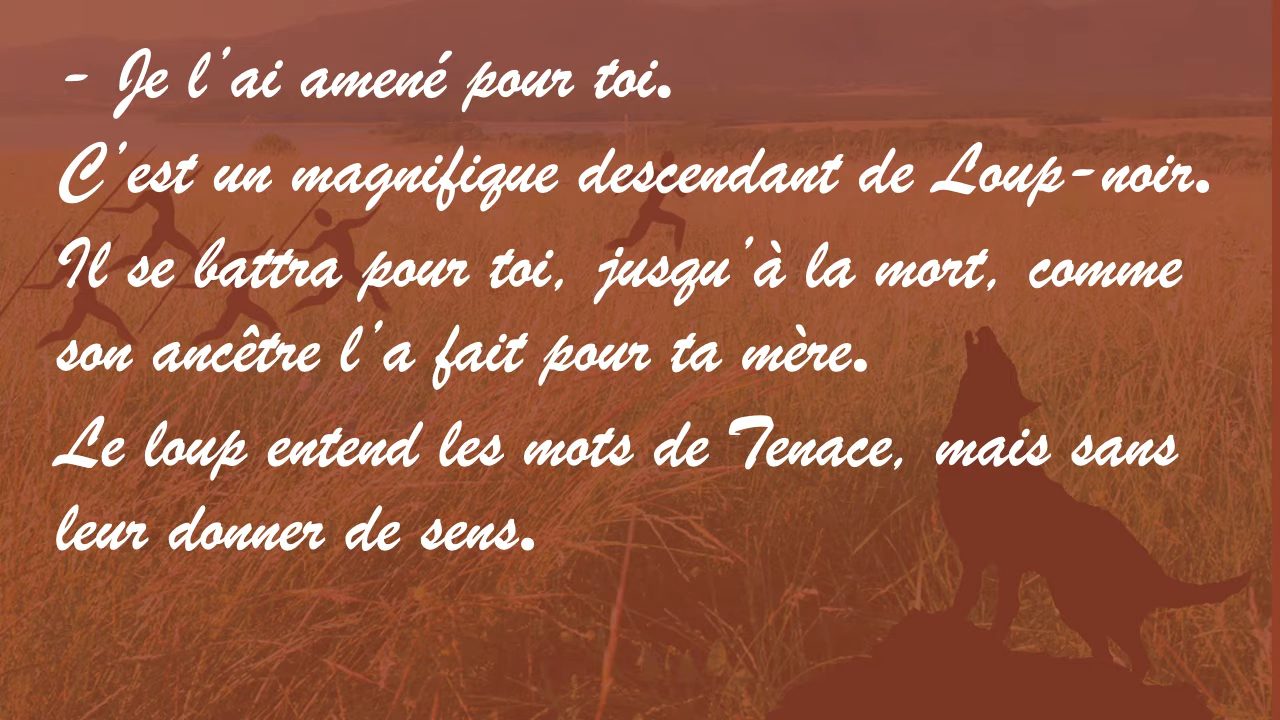 - Je l'ai amené pour toi.
C'est un magnifique descendant de Loup-noir.
Il se battra pour toi, jusqu'à la mort, comme
son ancêtre l'a fait pour ta mère.
Le loup entend les mots de Tenace, mais sans
leur donner de sens.